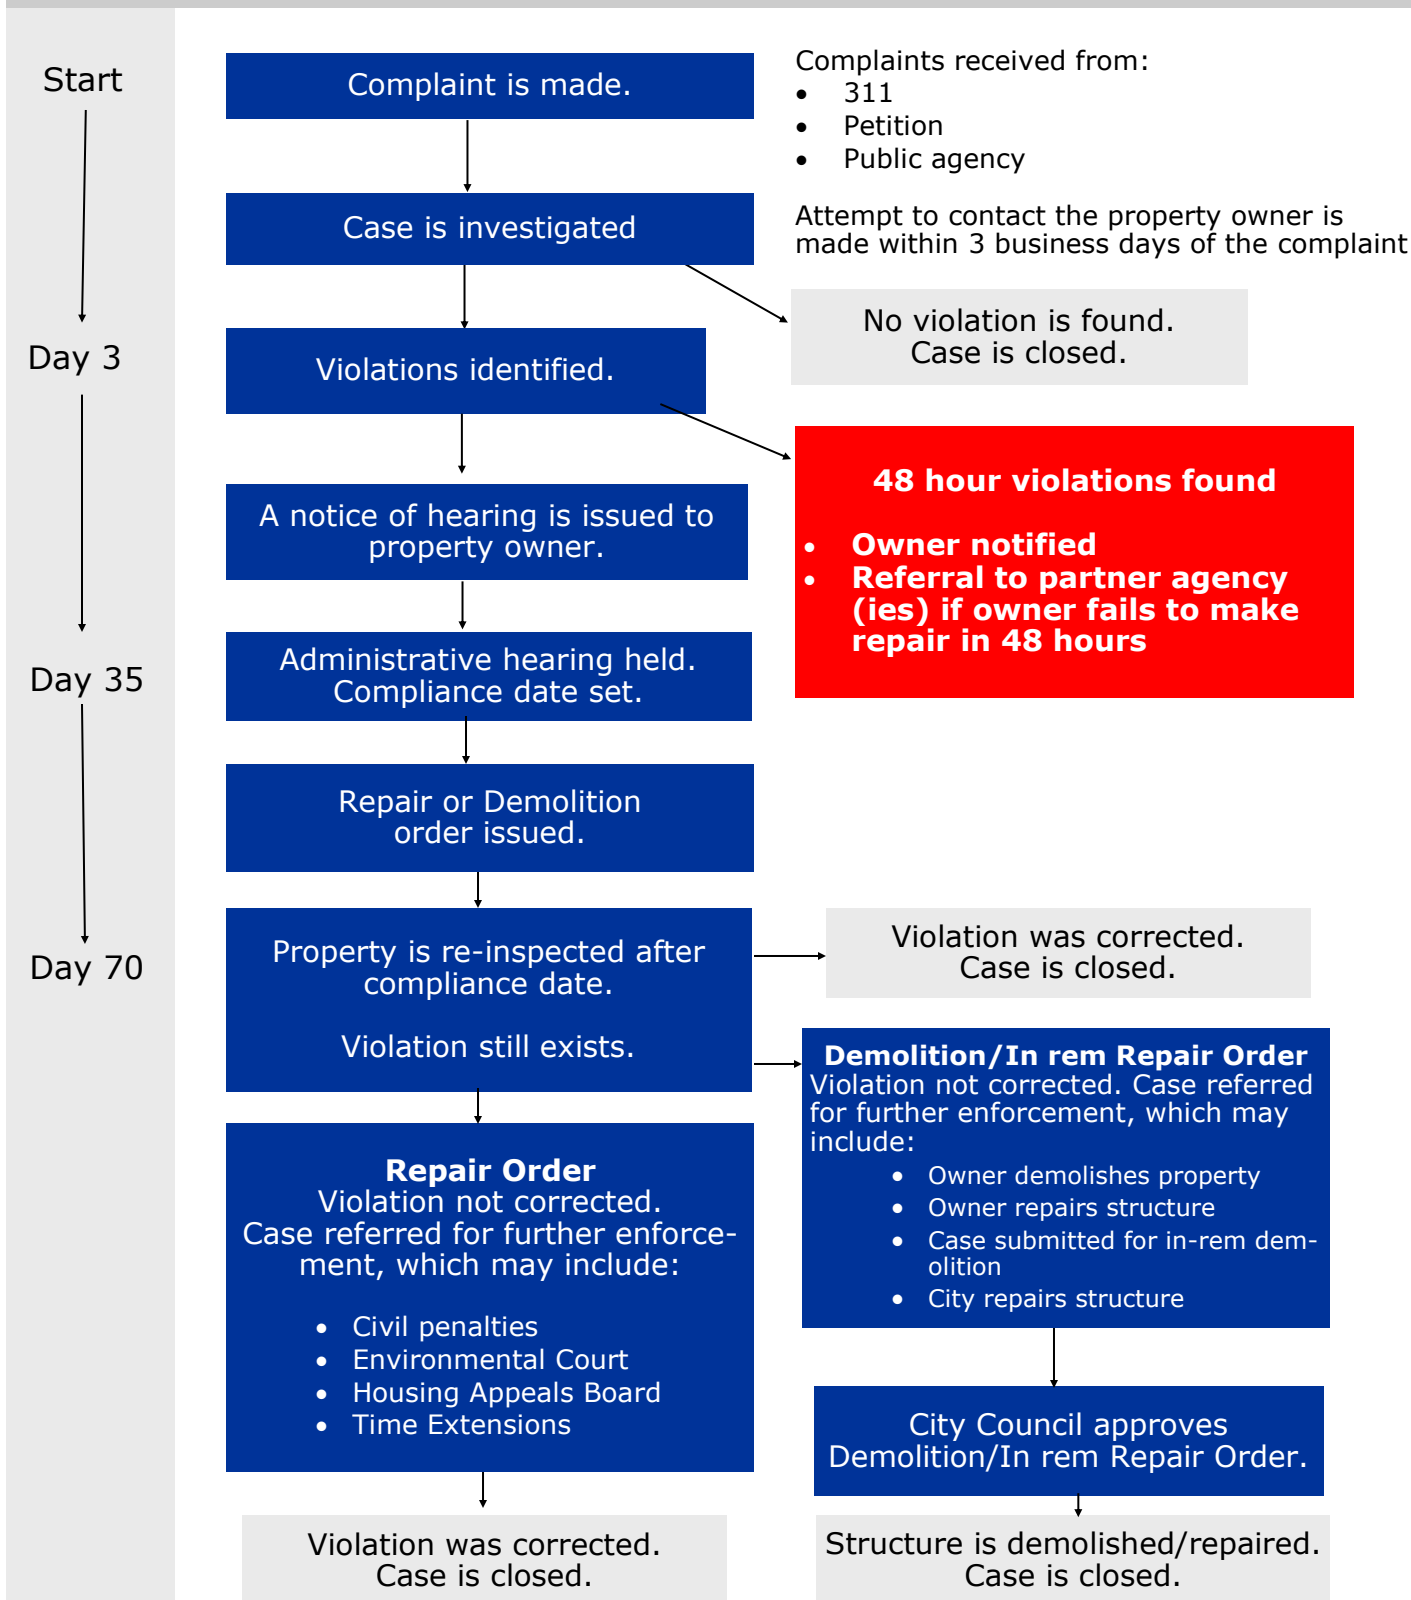 Start
Complaint is made.
Complaints received from:
• 311
• Petition
• Public agency
Case is investigated
Attempt to contact the property owner is
made within 3 business days of the complaint
No violation is found.
Case is closed.
Day 3
Violations identified.
48 hour violations found
• Owner notified
• Referral to partner agency
(ies) if owner fails to make
repair in 48 hours
A notice of hearing is issued to
property owner.
Day 35
Administrative hearing held.
Compliance date set.
Repair or Demolition
order issued.
Day 70
Property is re-inspected after
compliance date.
Violation still exists.
Violation was corrected.
Case is closed.
Demolition/In rem Repair Order
Violation not corrected. Case referred
for further enforcement, which may
include:
• Owner demolishes property
• Owner repairs structure
• Case submitted for in-rem dem-
olition
• City repairs structure
Repair Order
Violation not corrected.
Case referred for further enforce-
ment, which may include:
• Civil penalties
• Environmental Court
• Housing Appeals Board
• Time Extensions
City Council approves
Demolition/In rem Repair Order.
Violation was corrected.
Case is closed.
Structure is demolished/repaired.
Case is closed.